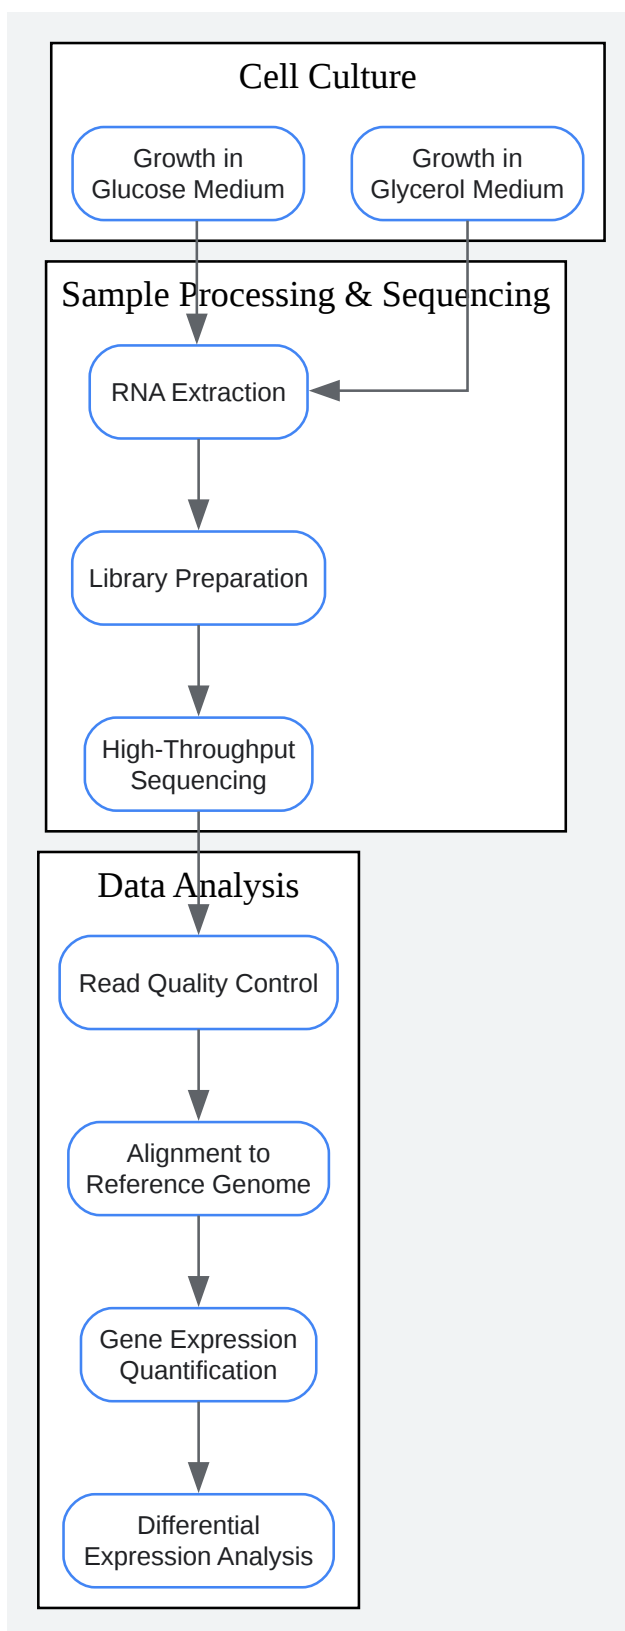 Cell Culture
Growth in
Glucose Medium
Growth in
Glycerol Medium
Sample Processing & Sequencing
RNA Extraction
Library Preparation
High-Throughput
Sequencing
Data Analysis
Read Quality Control
Alignment to
Reference Genome
Gene Expression
Quantification
Differential
Expression Analysis